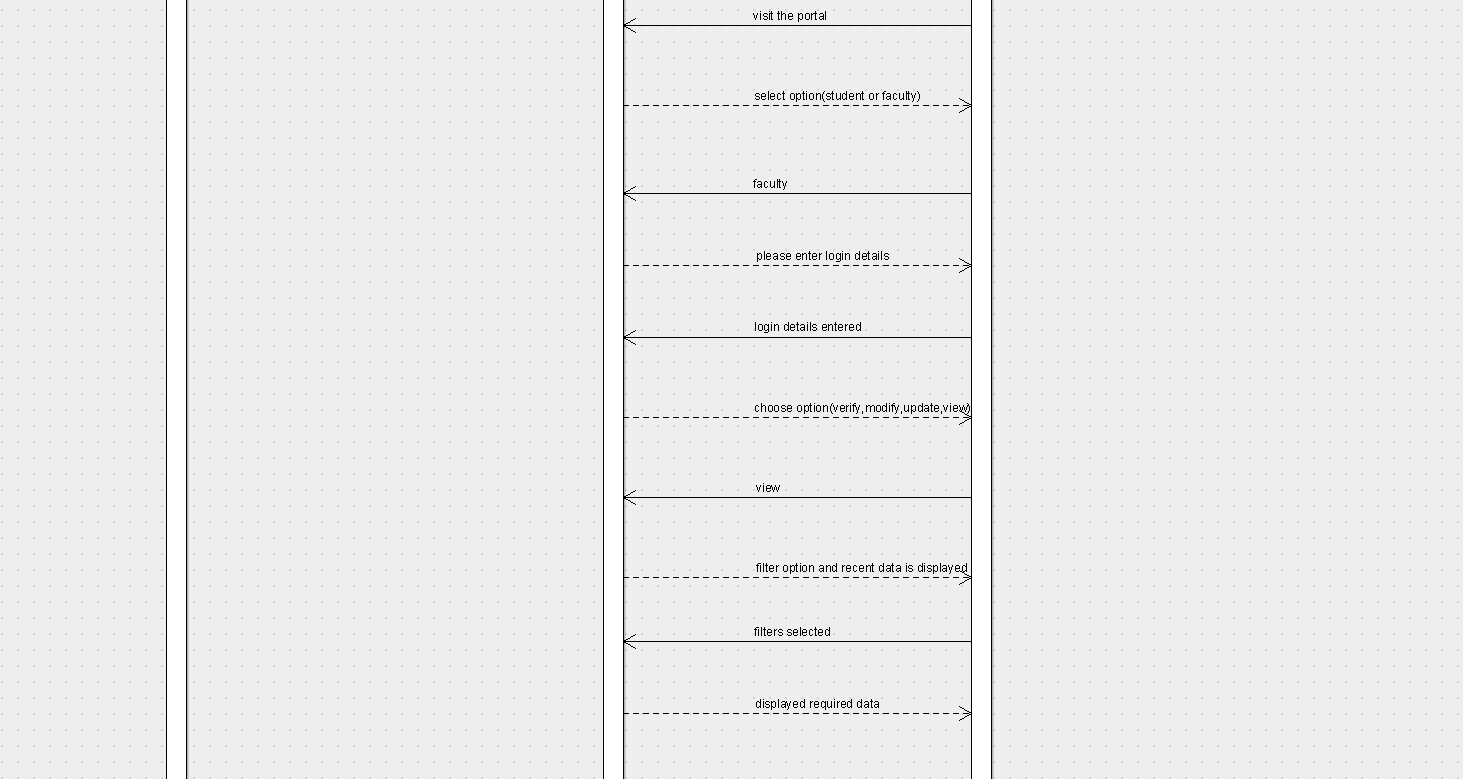 visit the portal
select option(student or faculty)
faculty
please enter login details
login details entered
choose option(verify,modify,update,view)
view
filter option and recent data is displayed
filters selected
displayed required data